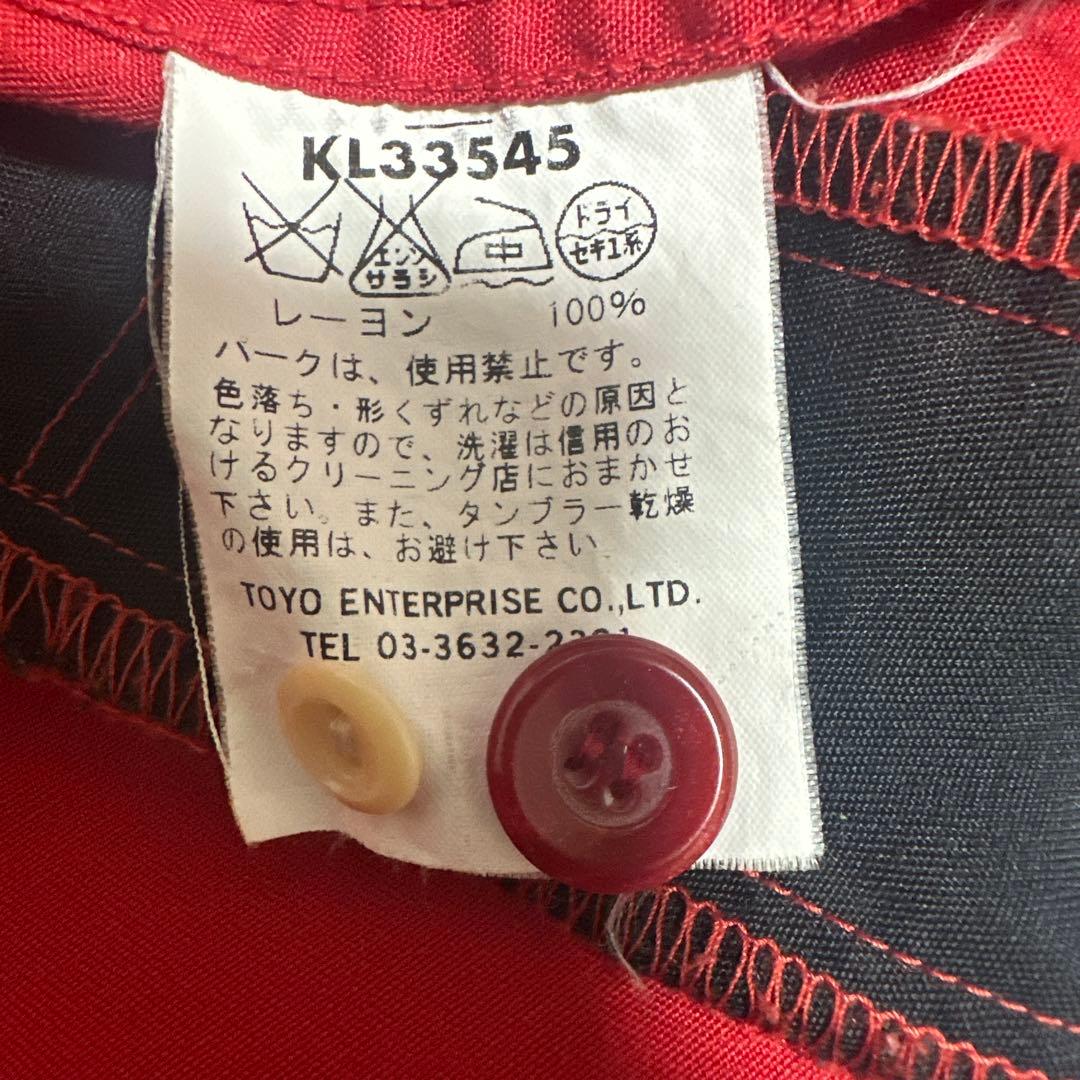 KL33545
エンソ
サラシ
中
ドライ
セキユ系
レーヨン 100%
パークは、使用禁止です。
色落ち・形くずれなどの原因と
なりますので、洗濯は信用のお
けるクリーニング店におまかせ
下さい。また、タンブラー乾燥
の使用は、お避け下さい
TOYO ENTERPRISE CO.,LTD.
TEL 03-3632-2321